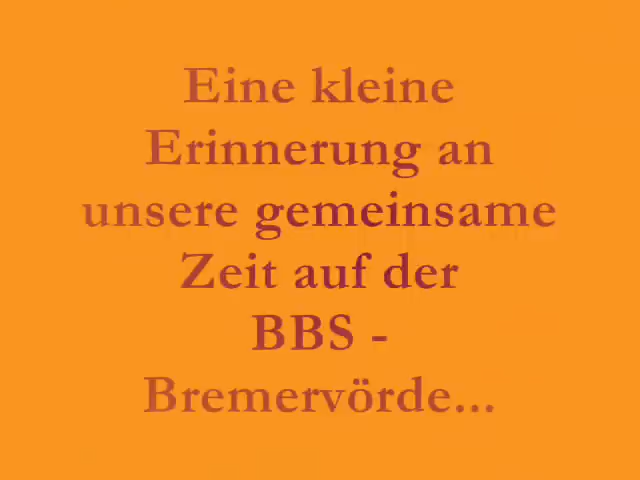 Eine kleine
Erinnerung an
unsere gemeinsame
Zeit auf der
BBS -
Bremervörde...